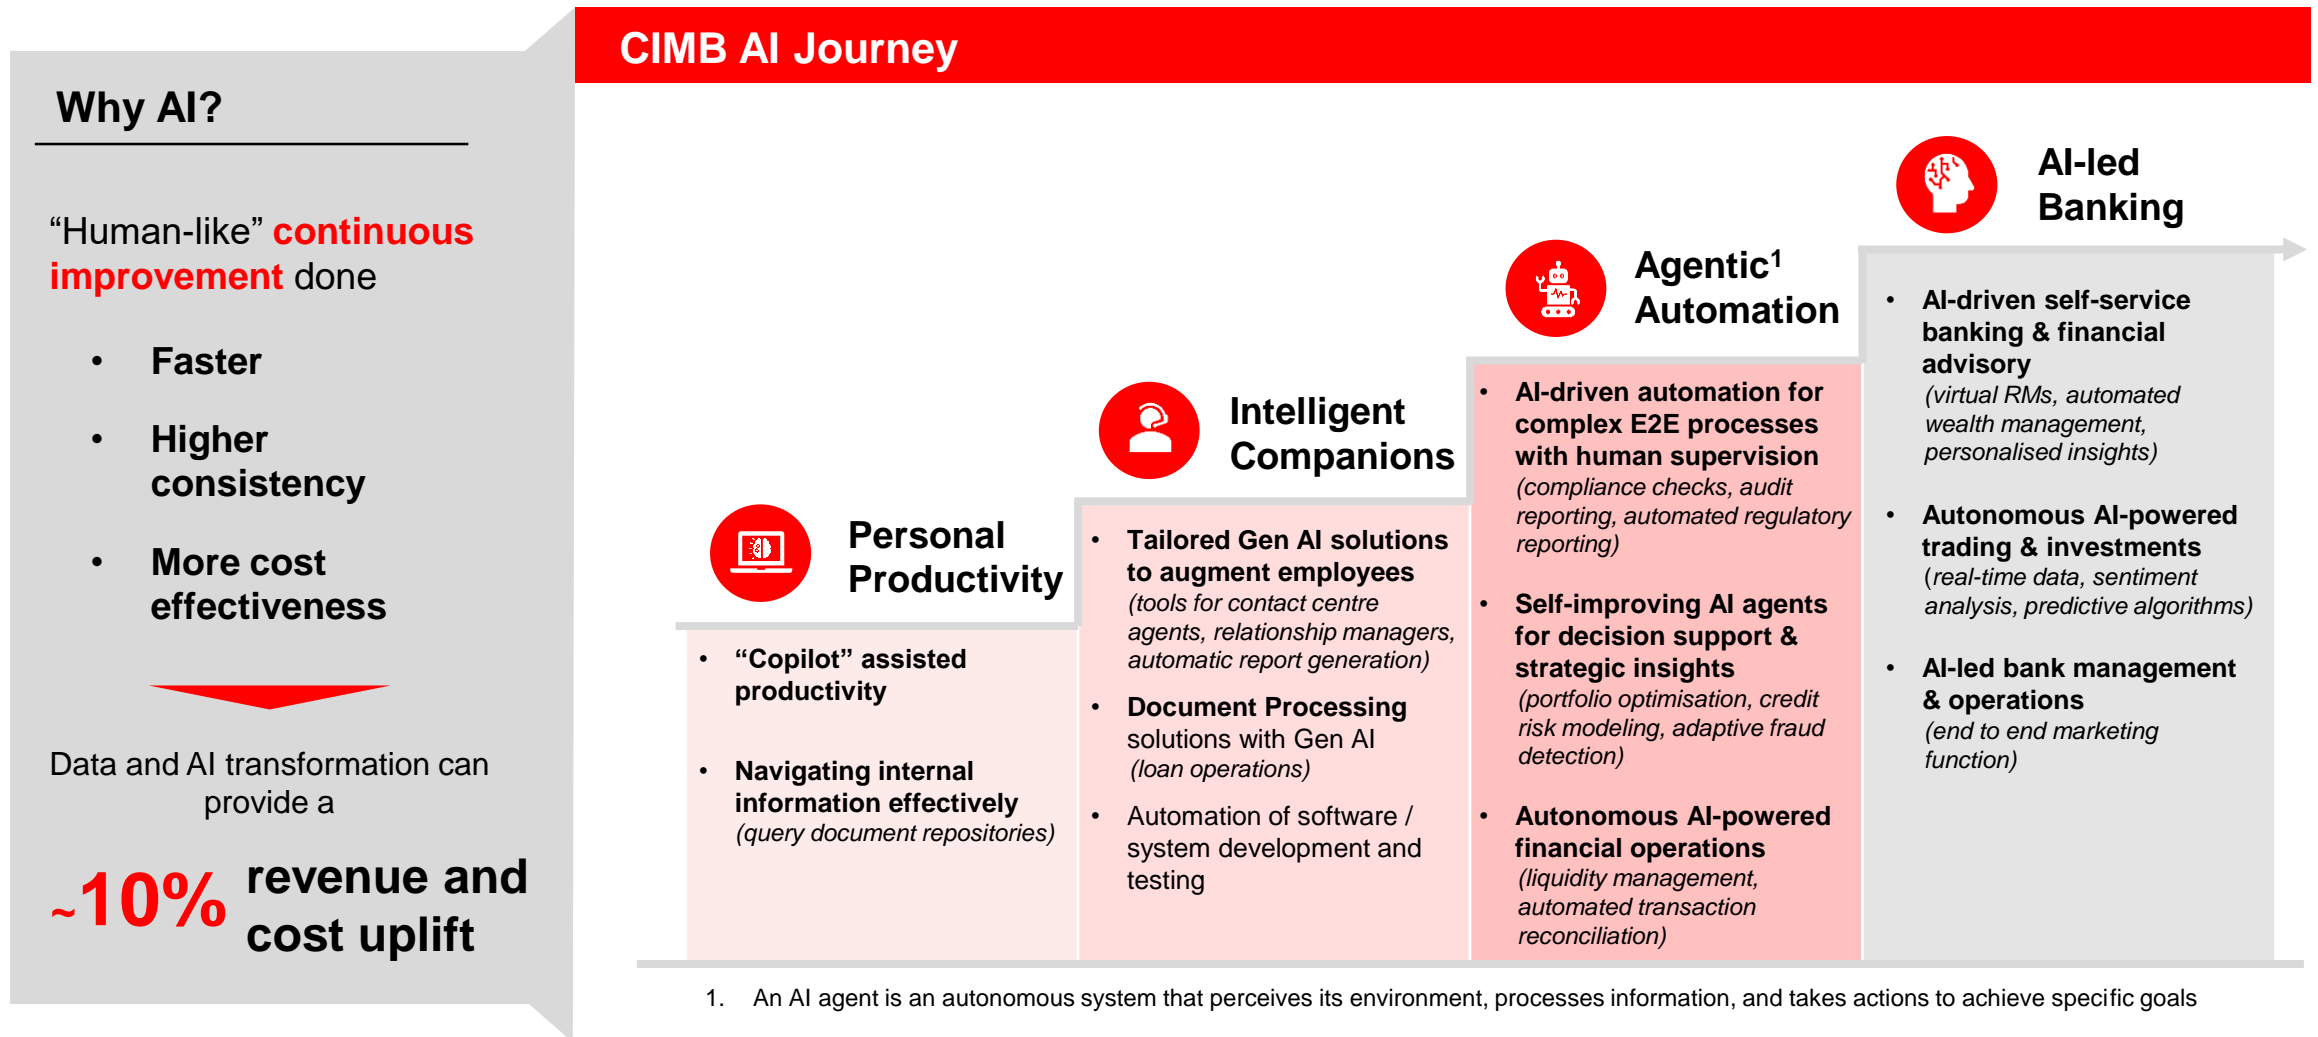 CIMB AI Journey
Why AI?
“Human-like” continuous
improvement done
• Faster
• Higher
consistency
• More cost
effectiveness
Data and AI transformation can
provide a
~10% revenue and
cost uplift
Personal
Productivity
• “Copilot” assisted
productivity
• Navigating internal
information effectively
(query document repositories)
Intelligent
Companions
• Tailored Gen AI solutions
to augment employees
(tools for contact centre
agents, relationship managers,
automatic report generation)
• Document Processing
solutions with Gen AI
(loan operations)
• Automation of software /
system development and
testing
Agentic¹
Automation
• AI-driven automation for
complex E2E processes
with human supervision
(compliance checks, audit
reporting, automated regulatory
reporting)
• Self-improving AI agents
for decision support &
strategic insights
(portfolio optimisation, credit
risk modeling, adaptive fraud
detection)
• Autonomous AI-powered
financial operations
(liquidity management,
automated transaction
reconciliation)
AI-led
Banking
• AI-driven self-service
banking & financial
advisory
(virtual RMs, automated
wealth management,
personalised insights)
• Autonomous AI-powered
trading & investments
(real-time data, sentiment
analysis, predictive algorithms)
• AI-led bank management
& operations
(end to end marketing
function)
1. An AI agent is an autonomous system that perceives its environment, processes information, and takes actions to achieve specific goals